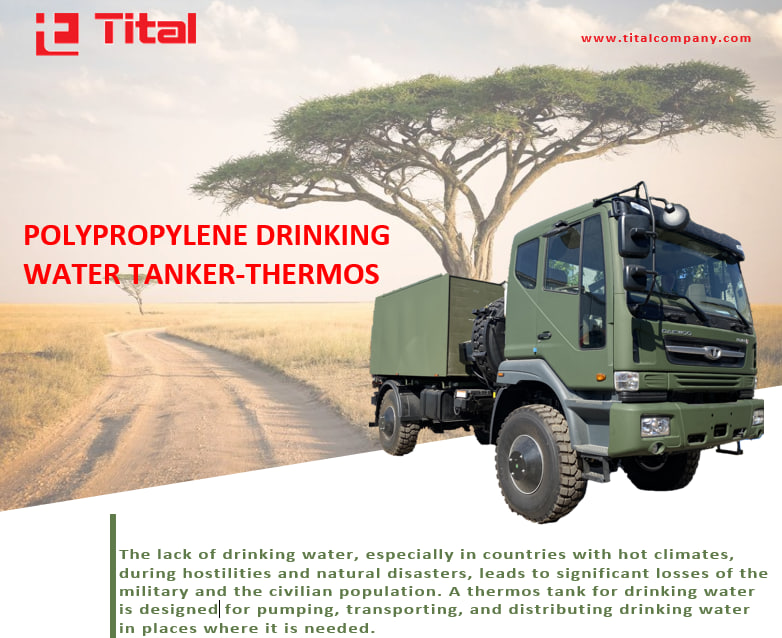 Tital
www.titalcompany.com
POLYPROPYLENE DRINKING
WATER TANKER-THERMOS
DAEWOO
The lack of drinking water, especially in countries with hot climates,
during hostilities and natural disasters, leads to significant losses of the
military and the civilian population. A thermos tank for drinking water
is designed for pumping, transporting, and distributing drinking water
in places where it is needed.